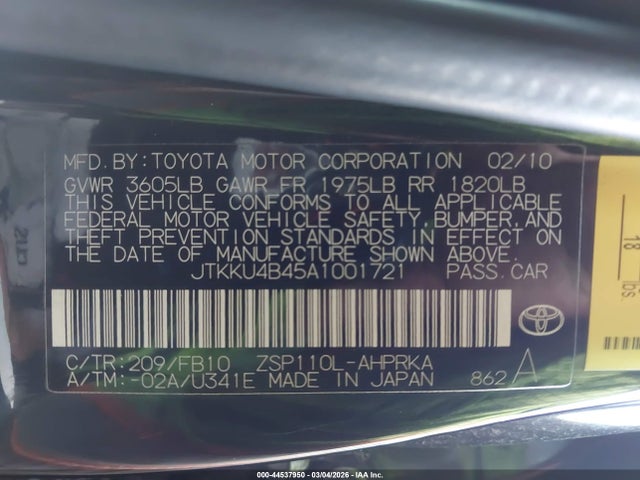 MFD. BY: TOYOTA MOTOR CORPORATION 02/10
GVWR 3605LB GAWR FR 1975LB RR 1820LB
THIS VEHICLE CONFORMS TO ALL APPLICABLE
FEDERAL MOTOR VEHICLE SAFETY, BUMPER, AND
THEFT PREVENTION STANDARDS IN EFFECT ON
THE DATE OF MANUFACTURE SHOWN ABOVE.
JTKKU4B45A1001721 PASS. CAR
C/TR: 209/FB10 ZSP110L-AHPRKA
A/TM: -02A/U341E MADE IN JAPAN 862 A
18
lbs.
000-44537950 - 03/04/2026 - IAA Inc.